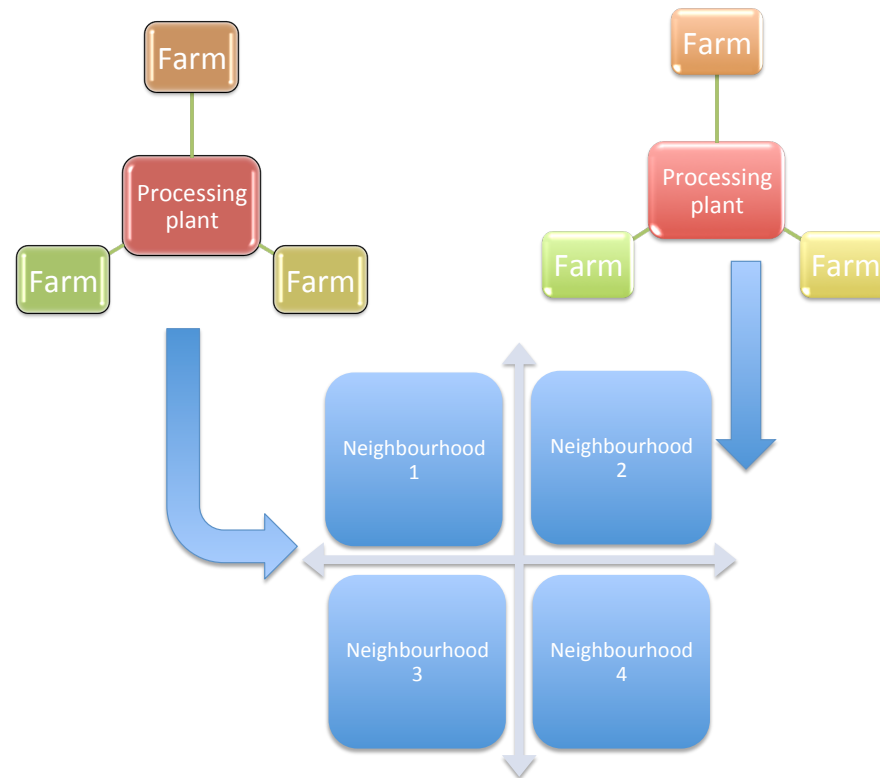 Farm
Processing
plant
Farm
Farm
Farm
Processing
plant
Farm
Farm
Neighbourhood
1
Neighbourhood
2
Neighbourhood
3
Neighbourhood
4